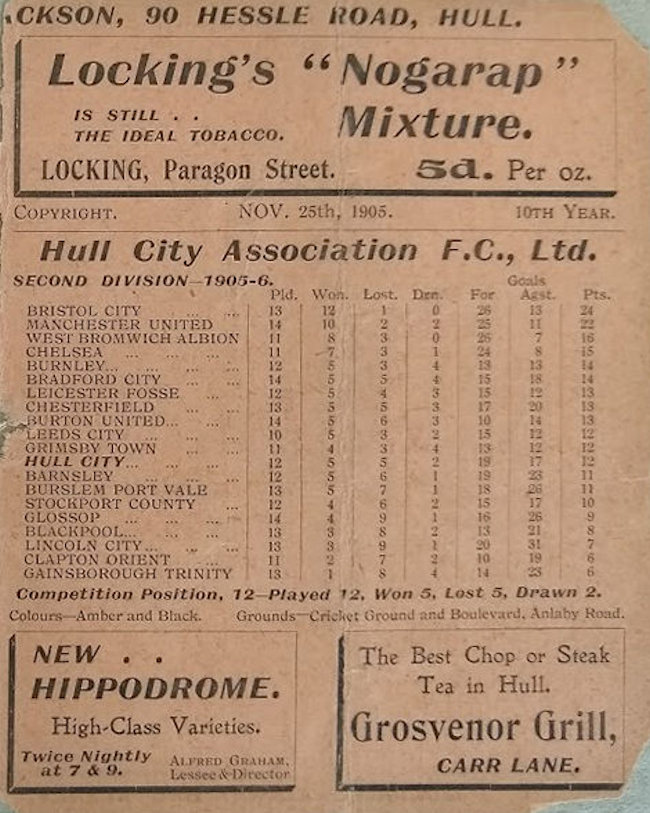 CKSON, 90 HESSLE ROAD, HULL.
Locking's "Nogarap" Mixture.
IS STILL . .
THE IDEAL TOBACCO.
LOCKING, Paragon Street. 5d. Per oz.
COPYRIGHT. NOV. 25th, 1905. 10TH YEAR.
Hull City Association F.C., Ltd.
SECOND DIVISION—1905-6. Goals
Pld. Won. Lost. Drn. For Agst. Pts.
BRISTOL CITY ... ... 13 12 1 0 26 13 24
MANCHESTER UNITED 14 10 2 2 25 11 22
WEST BROMWICH ALBION 11 8 3 0 26 7 16
CHELSEA ... ... ... 11 7 3 1 24 8 15
BURNLEY... ... ... 12 5 3 4 13 13 14
BRADFORD CITY ... 14 5 5 4 15 18 14
LEICESTER FOSSE ... 12 5 4 3 15 12 13
CHESTERFIELD ... 13 5 5 3 17 20 13
BURTON UNITED... ... 14 5 6 3 10 14 13
LEEDS CITY ... ... 10 5 3 2 15 12 12
GRIMSBY TOWN ... 11 4 3 4 13 12 12
HULL CITY... ... ... 12 5 5 2 19 17 12
BARNSLEY ... ... 12 5 6 1 19 23 11
BURSLEM PORT VALE 13 5 7 1 18 26 11
STOCKPORT COUNTY ... 12 4 6 2 15 17 10
GLOSSOP ... ... ... 14 4 9 1 16 26 9
BLACKPOOL... ... ... 13 3 8 2 13 21 8
LINCOLN CITY... ... 13 3 9 1 20 31 7
CLAPTON ORIENT ... 11 2 7 2 10 19 6
GAINSBOROUGH TRINITY 13 1 8 4 14 23 6
Competition Position, 12—Played 12, Won 5, Lost 5, Drawn 2.
Colours—Amber and Black. Grounds—Cricket Ground and Boulevard, Anlaby Road.
NEW . .
HIPPODROME.
High-Class Varieties.
Twice Nightly
at 7 & 9.
ALFRED GRAHAM,
Lessee & Director
The Best Chop or Steak
Tea in Hull.
Grosvenor Grill,
CARR LANE.